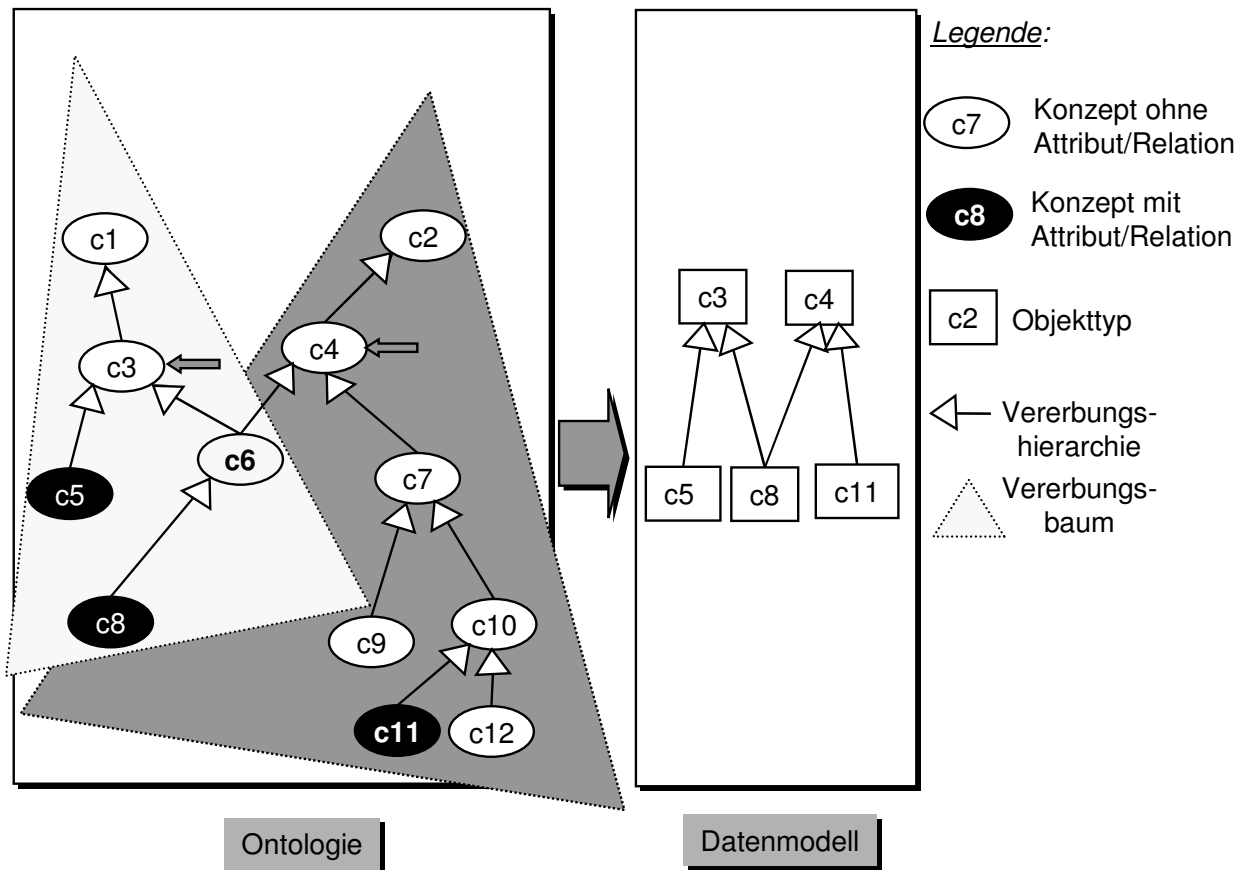 c1
c2
c3
c4
c5
c6
c7
c8
c9
c10
c11
c12
Ontologie
c3
c4
c5
c8
c11
Datenmodell
Legende:
c7
Konzept ohne
Attribut/Relation
c8
Konzept mit
Attribut/Relation
c2
Objekttyp
Vererbungs-
hierarchie
Vererbungs-
baum